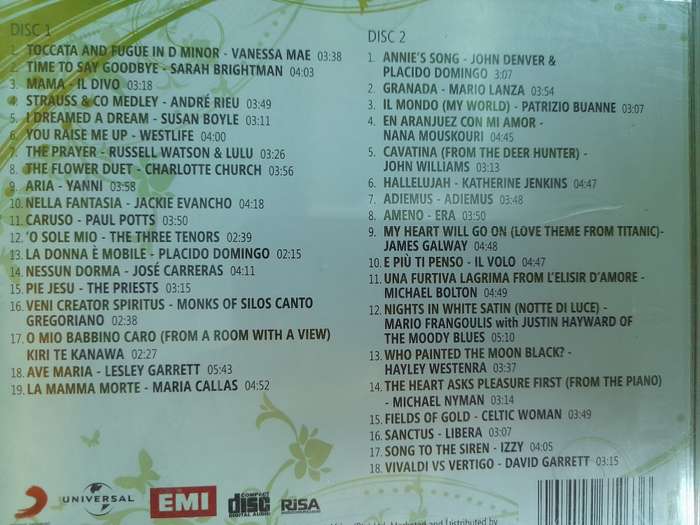 DISC 1
1. TOCCATA AND FUGUE IN D MINOR - VANESSA MAE 03:38
2. TIME TO SAY GOODBYE - SARAH BRIGHTMAN 04:03
3. MAMA - IL DIVO 03:18
4. STRAUSS & CO MEDLEY - ANDRÉ RIEU 03:49
5. I DREAMED A DREAM - SUSAN BOYLE 03:11
6. YOU RAISE ME UP - WESTLIFE 04:00
7. THE PRAYER - RUSSELL WATSON & LULU 03:26
8. THE FLOWER DUET - CHARLOTTE CHURCH 03:56
9. ARIA - YANNI 03:58
10. NELLA FANTASIA - JACKIE EVANCHO 04:18
11. CARUSO - PAUL POTTS 03:50
12. 'O SOLE MIO - THE THREE TENORS 02:39
13. LA DONNA È MOBILE - PLACIDO DOMINGO 02:15
14. NESSUN DORMA - JOSÉ CARRERAS 04:11
15. PIE JESU - THE PRIESTS 03:15
16. VENI CREATOR SPIRITUS - MONKS OF SILOS CANTO
GREGORIANO 02:38
17. O MIO BABBINO CARO (FROM A ROOM WITH A VIEW)
KIRI TE KANAWA 02:27
18. AVE MARIA - LESLEY GARRETT 05:43
19. LA MAMMA MORTE - MARIA CALLAS 04:52
DISC 2
1. ANNIE'S SONG - JOHN DENVER &
PLACIDO DOMINGO 3:07
2. GRANADA - MARIO LANZA 03:54
3. IL MONDO (MY WORLD) - PATRIZIO BUANNE 03:07
4. EN ARANJUEZ CON MI AMOR -
NANA MOUSKOURI 04:45
5. CAVATINA (FROM THE DEER HUNTER) -
JOHN WILLIAMS 03:13
6. HALLELUJAH - KATHERINE JENKINS 04:47
7. ADIEMUS - ADIEMUS 03:48
8. AMENO - ERA 03:50
9. MY HEART WILL GO ON (LOVE THEME FROM TITANIC)-
JAMES GALWAY 04:48
10. E PIÙ TI PENSO - IL VOLO 04:47
11. UNA FURTIVA LAGRIMA FROM L'ELISIR D'AMORE -
MICHAEL BOLTON 04:49
12. NIGHTS IN WHITE SATIN (NOTTE DI LUCE) -
MARIO FRANGOULIS with JUSTIN HAYWARD OF
THE MOODY BLUES 05:10
13. WHO PAINTED THE MOON BLACK? -
HAYLEY WESTENRA 03:37
14. THE HEART ASKS PLEASURE FIRST (FROM THE PIANO)
- MICHAEL NYMAN 03:14
15. FIELDS OF GOLD - CELTIC WOMAN 03:49
16. SANCTUS - LIBERA 03:07
17. SONG TO THE SIREN - IZZY 04:05
18. VIVALDI VS VERTIGO - DAVID GARRETT 03:15
UNIVERSAL
EMI
COMPACT
disc
DIGITAL AUDIO
RiSA
Marketed and distributed by